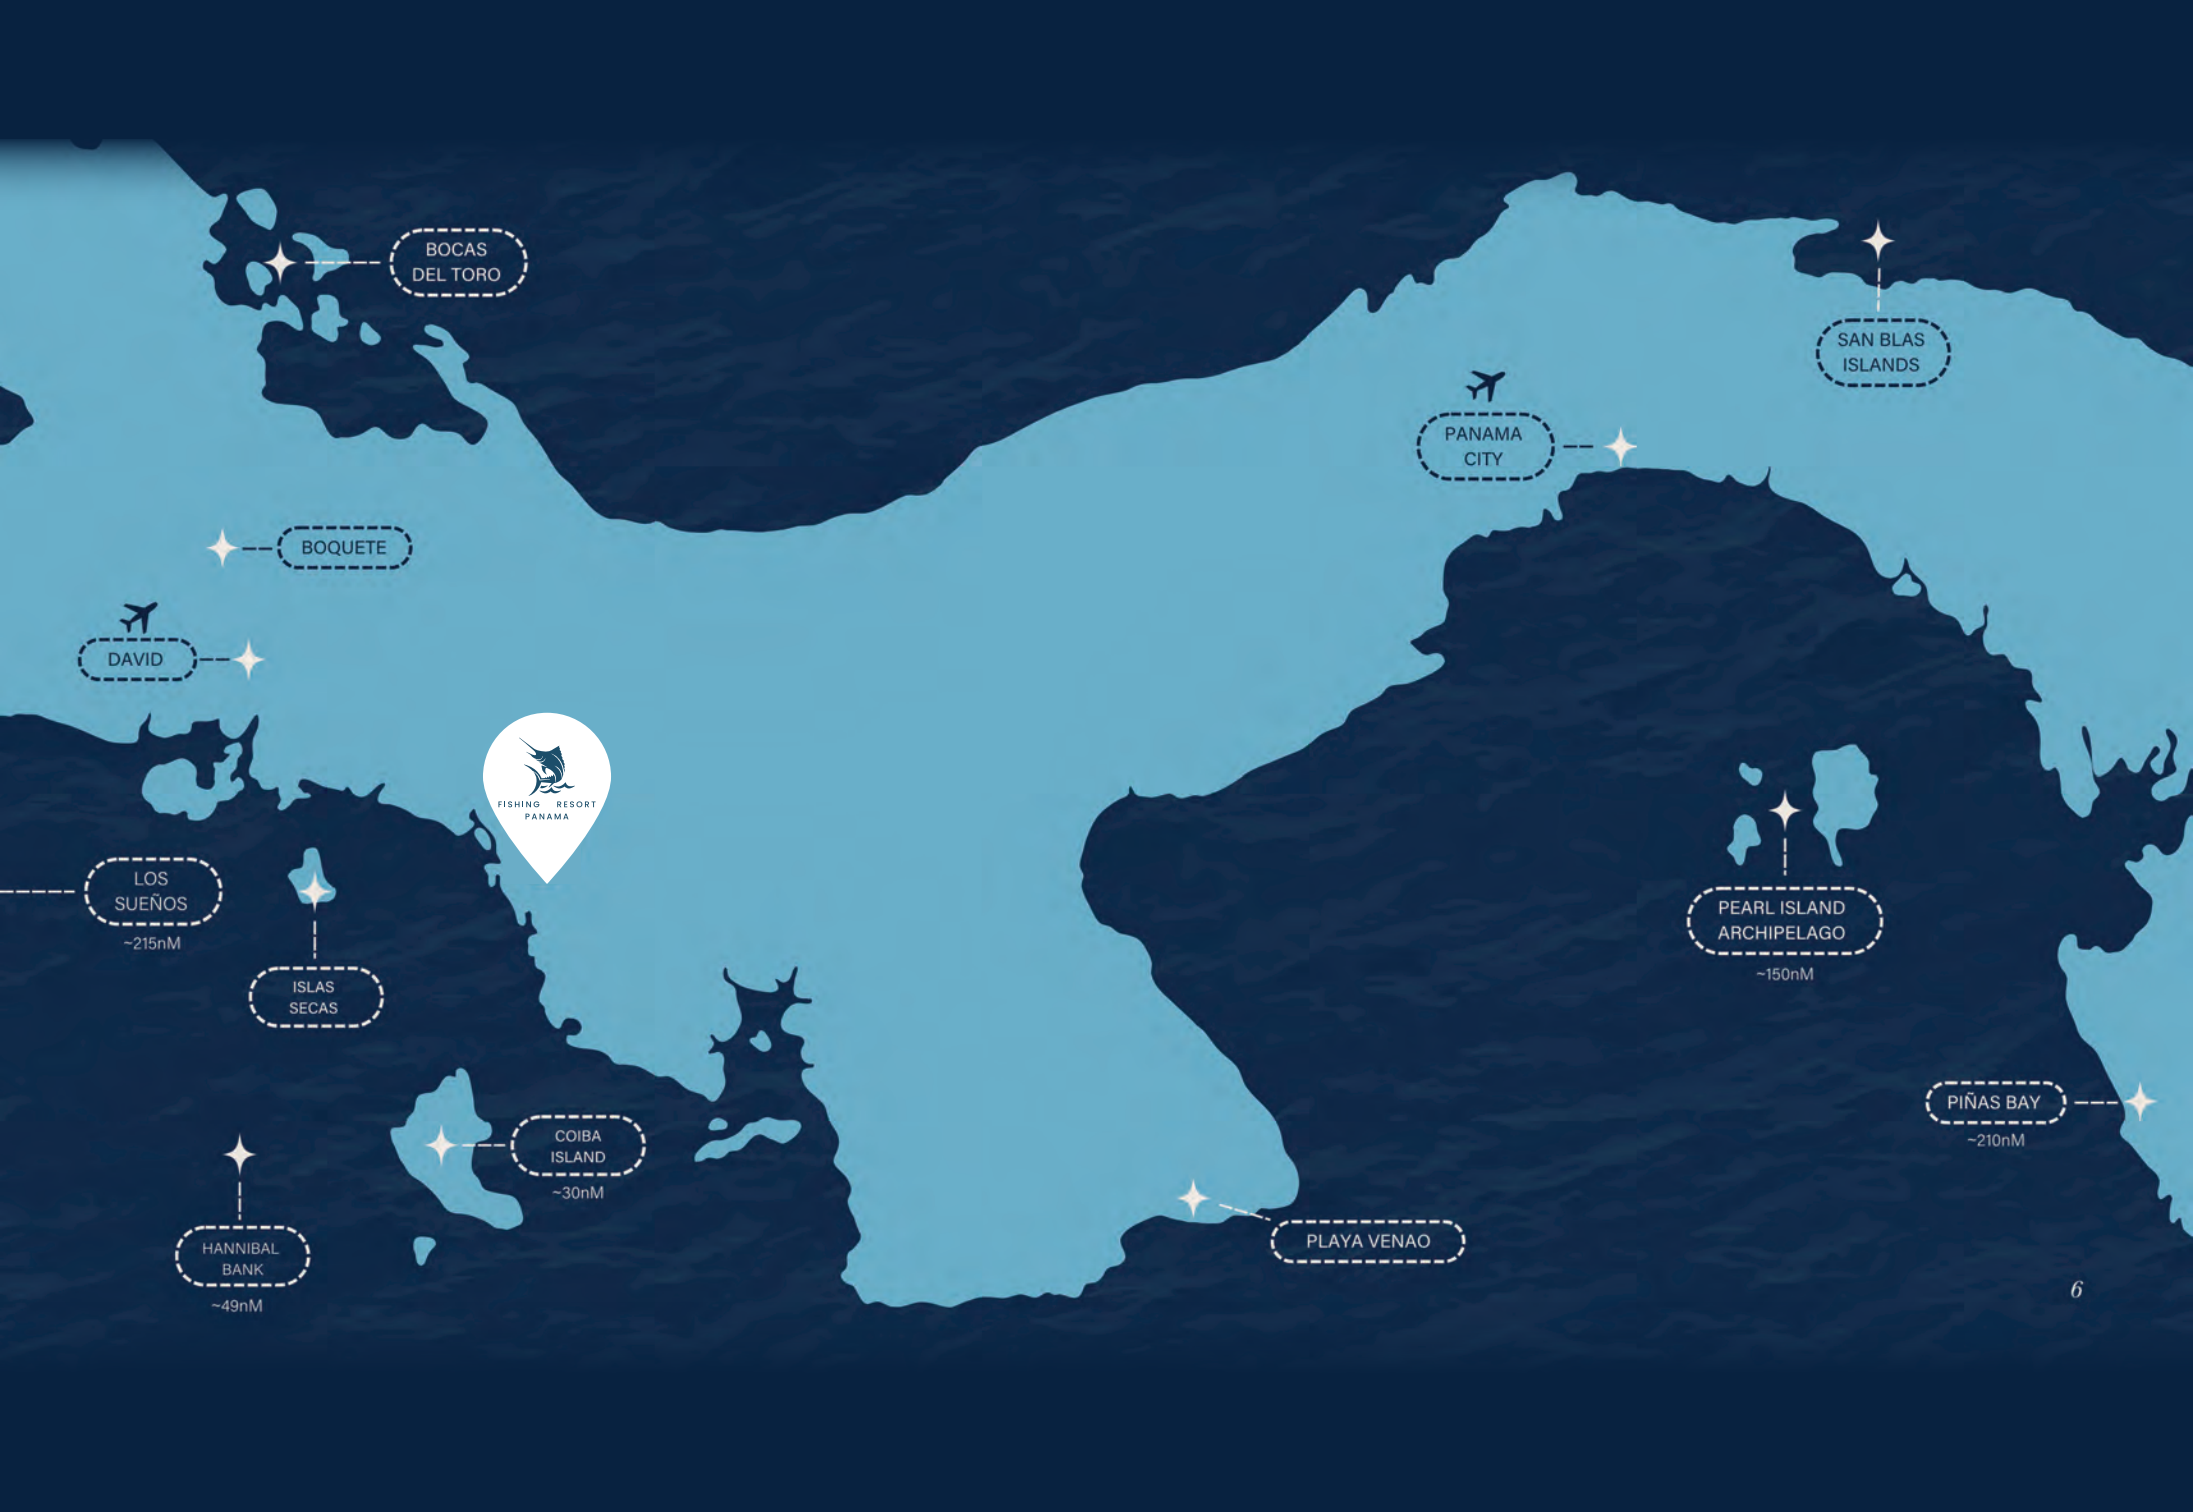 BOCAS
DEL TORO
SAN BLAS
ISLANDS
PANAMA
CITY
BOQUETE
DAVID
FISHING RESORT
PANAMA
LOS
SUEÑOS
~215nM
ISLAS
SECAS
PEARL ISLAND
ARCHIPELAGO
~150nM
PIÑAS BAY
~210nM
COIBA
ISLAND
~30nM
HANNIBAL
BANK
~49nM
PLAYA VENAO
6